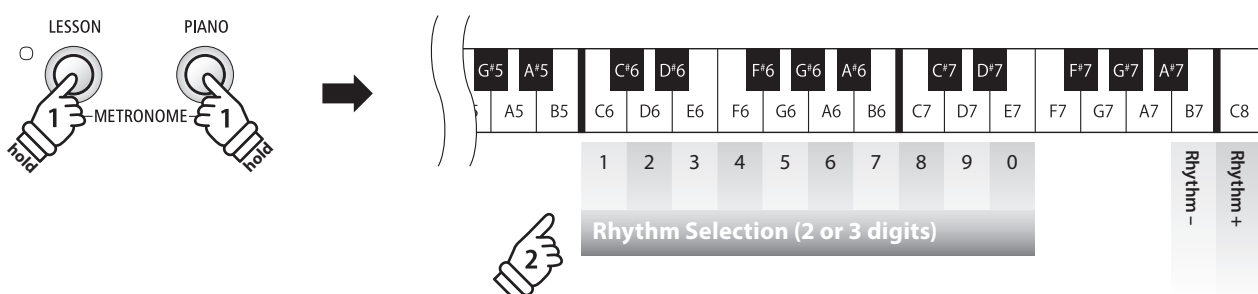 LESSON PIANO
1 METRONOME 1
hold hold
G#5 A#5 C#6 D#6 F#6 G#6 A#6 C#7 D#7 F#7 G#7 A#7
A5 B5 C6 D6 E6 F6 G6 A6 B6 C7 D7 E7 F7 G7 A7 B7 C8
1 2 3 4 5 6 7 8 9 0
Rhythm –
Rhythm +
Rhythm Selection (2 or 3 digits)
2